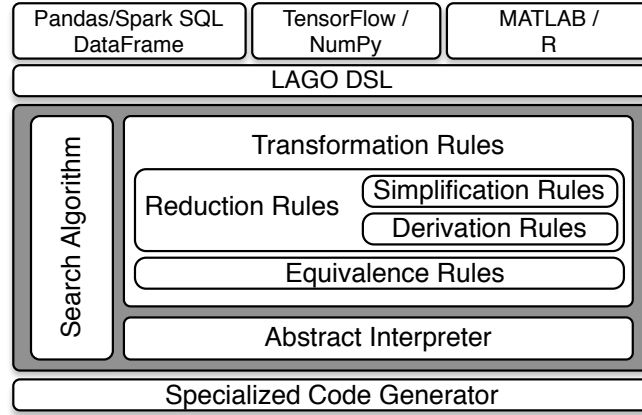 Pandas/Spark SQL
DataFrame
TensorFlow /
NumPy
MATLAB /
R
LAGO DSL
Search Algorithm
Transformation Rules
Reduction Rules
Simplification Rules
Derivation Rules
Equivalence Rules
Abstract Interpreter
Specialized Code Generator